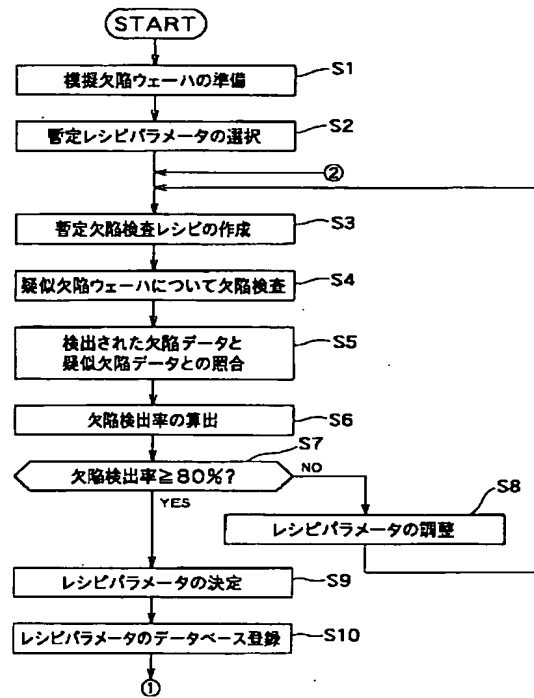 START
模擬欠陥ウェーハの準備
S1
暫定レシピパラメータの選択
S2
②
暫定欠陥検査レシピの作成
S3
疑似欠陥ウェーハについて欠陥検査
S4
検出された欠陥データと
疑似欠陥データとの照合
S5
欠陥検出率の算出
S6
S7
欠陥検出率≧80%?
NO
YES
S8
レシピパラメータの調整
レシピパラメータの決定
S9
レシピパラメータのデータベース登録
S10
①